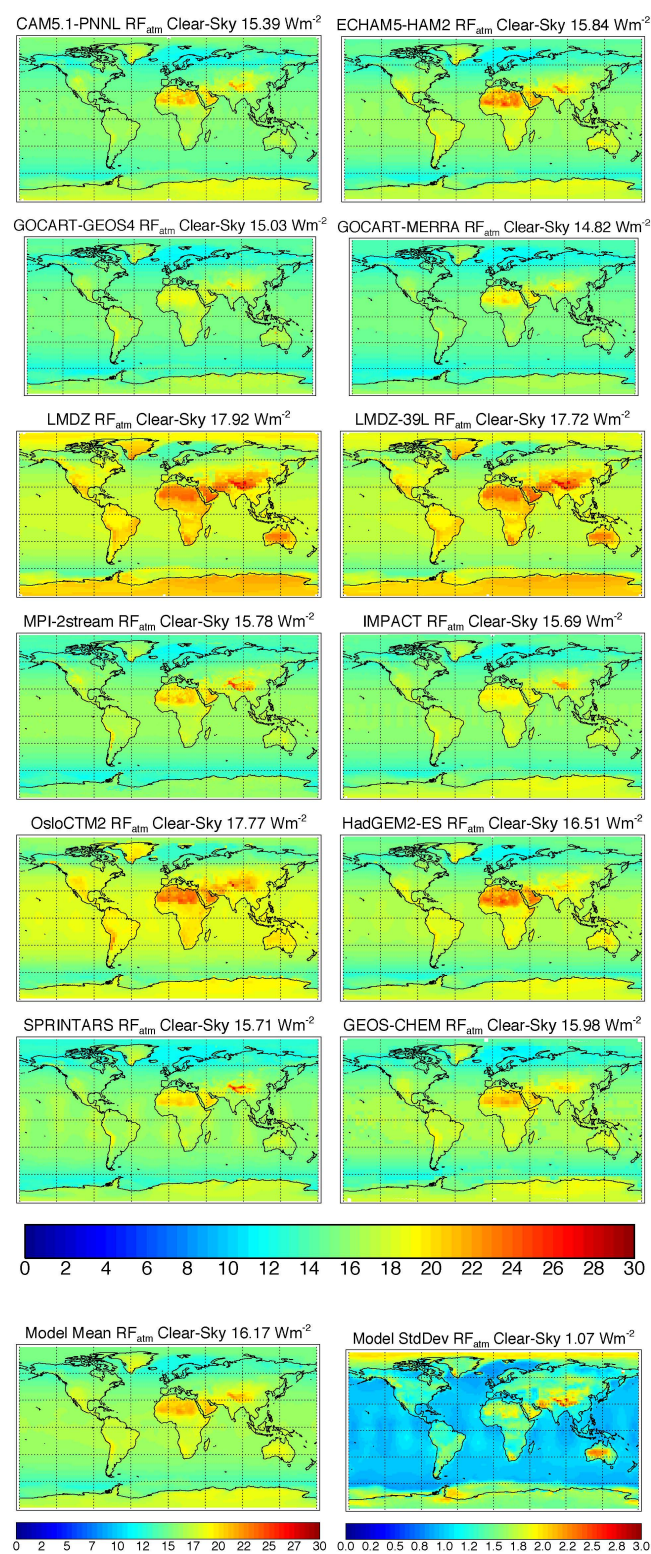 CAM5.1-PNNL RFatm Clear-Sky 15.39 Wm-2
ECHAM5-HAM2 RFatm Clear-Sky 15.84 Wm-2
GOCART-GEOS4 RFatm Clear-Sky 15.03 Wm-2
GOCART-MERRA RFatm Clear-Sky 14.82 Wm-2
LMDZ RFatm Clear-Sky 17.92 Wm-2
LMDZ-39L RFatm Clear-Sky 17.72 Wm-2
MPI-2stream RFatm Clear-Sky 15.78 Wm-2
IMPACT RFatm Clear-Sky 15.69 Wm-2
OsloCTM2 RFatm Clear-Sky 17.77 Wm-2
HadGEM2-ES RFatm Clear-Sky 16.51 Wm-2
SPRINTARS RFatm Clear-Sky 15.71 Wm-2
GEOS-CHEM RFatm Clear-Sky 15.98 Wm-2
0 2 4 6 8 10 12 14 16 18 20 22 24 26 28 30
Model Mean RFatm Clear-Sky 16.17 Wm-2
Model StdDev RFatm Clear-Sky 1.07 Wm-2
0 2 5 7 10 12 15 17 20 22 25 27 30
0.0 0.2 0.5 0.8 1.0 1.2 1.5 1.8 2.0 2.2 2.5 2.8 3.0